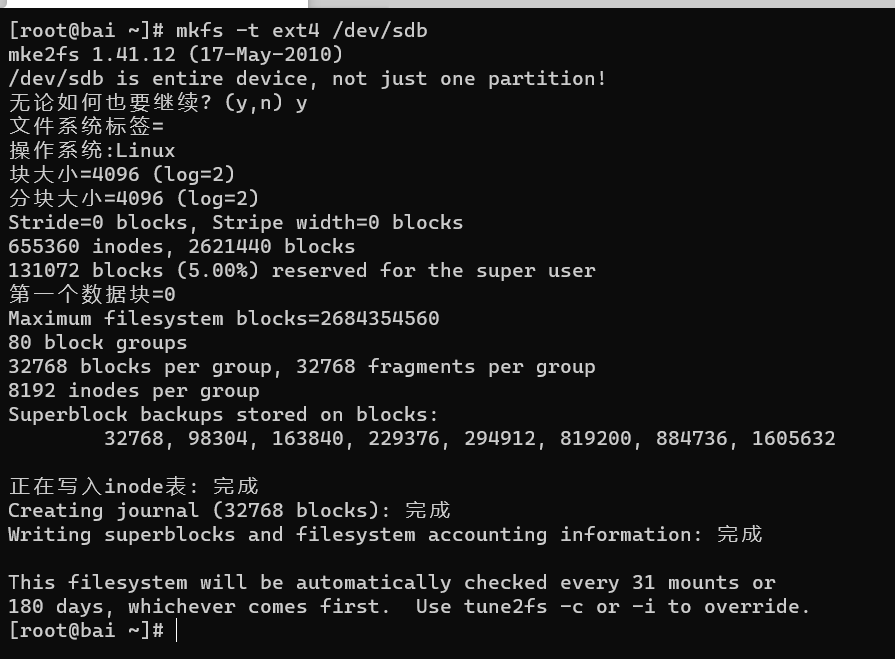 [root@bai ~]# mkfs -t ext4 /dev/sdb
mke2fs 1.41.12 (17-May-2010)
/dev/sdb is entire device, not just one partition!
无论如何也要继续? (y,n) y
文件系统标签=
操作系统:Linux
块大小=4096 (log=2)
分块大小=4096 (log=2)
Stride=0 blocks, Stripe width=0 blocks
655360 inodes, 2621440 blocks
131072 blocks (5.00%) reserved for the super user
第一个数据块=0
Maximum filesystem blocks=2684354560
80 block groups
32768 blocks per group, 32768 fragments per group
8192 inodes per group
Superblock backups stored on blocks:
32768, 98304, 163840, 229376, 294912, 819200, 884736, 1605632
正在写入inode表: 完成
Creating journal (32768 blocks): 完成
Writing superblocks and filesystem accounting information: 完成
This filesystem will be automatically checked every 31 mounts or
180 days, whichever comes first.  Use tune2fs -c or -i to override.
[root@bai ~]#